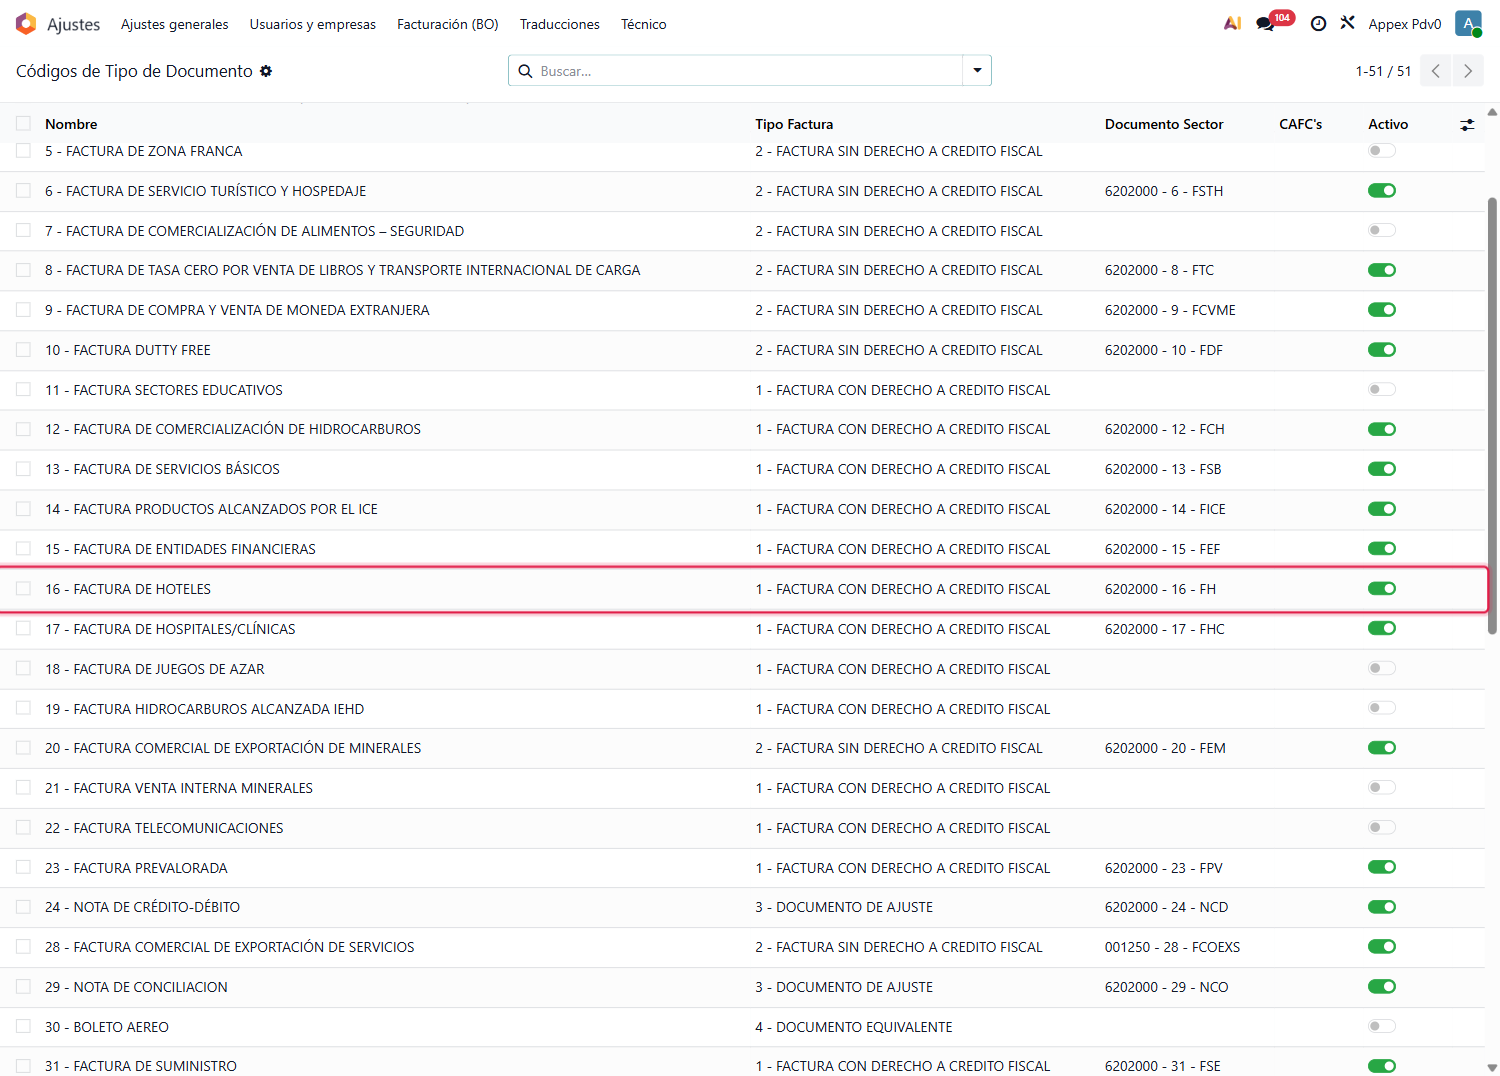 Ajustes Ajustes generales Usuarios y empresas Facturación (BO) Traducciones Técnico AI 104 Appex Pdv0 A
Códigos de Tipo de Documento Buscar... 1-51 / 51
Nombre Tipo Factura Documento Sector CAFC's Activo
5 - FACTURA DE ZONA FRANCA 2 - FACTURA SIN DERECHO A CREDITO FISCAL
6 - FACTURA DE SERVICIO TURÍSTICO Y HOSPEDAJE 2 - FACTURA SIN DERECHO A CREDITO FISCAL 6202000 - 6 - FSTH
7 - FACTURA DE COMERCIALIZACIÓN DE ALIMENTOS – SEGURIDAD 2 - FACTURA SIN DERECHO A CREDITO FISCAL
8 - FACTURA DE TASA CERO POR VENTA DE LIBROS Y TRANSPORTE INTERNACIONAL DE CARGA 2 - FACTURA SIN DERECHO A CREDITO FISCAL 6202000 - 8 - FTC
9 - FACTURA DE COMPRA Y VENTA DE MONEDA EXTRANJERA 2 - FACTURA SIN DERECHO A CREDITO FISCAL 6202000 - 9 - FCVME
10 - FACTURA DUTTY FREE 2 - FACTURA SIN DERECHO A CREDITO FISCAL 6202000 - 10 - FDF
11 - FACTURA SECTORES EDUCATIVOS 1 - FACTURA CON DERECHO A CREDITO FISCAL
12 - FACTURA DE COMERCIALIZACIÓN DE HIDROCARBUROS 1 - FACTURA CON DERECHO A CREDITO FISCAL 6202000 - 12 - FCH
13 - FACTURA DE SERVICIOS BÁSICOS 1 - FACTURA CON DERECHO A CREDITO FISCAL 6202000 - 13 - FSB
14 - FACTURA PRODUCTOS ALCANZADOS POR EL ICE 1 - FACTURA CON DERECHO A CREDITO FISCAL 6202000 - 14 - FICE
15 - FACTURA DE ENTIDADES FINANCIERAS 1 - FACTURA CON DERECHO A CREDITO FISCAL 6202000 - 15 - FEF
16 - FACTURA DE HOTELES 1 - FACTURA CON DERECHO A CREDITO FISCAL 6202000 - 16 - FH
17 - FACTURA DE HOSPITALES/CLÍNICAS 1 - FACTURA CON DERECHO A CREDITO FISCAL 6202000 - 17 - FHC
18 - FACTURA DE JUEGOS DE AZAR 1 - FACTURA CON DERECHO A CREDITO FISCAL
19 - FACTURA HIDROCARBUROS ALCANZADA IEHD 1 - FACTURA CON DERECHO A CREDITO FISCAL
20 - FACTURA COMERCIAL DE EXPORTACIÓN DE MINERALES 2 - FACTURA SIN DERECHO A CREDITO FISCAL 6202000 - 20 - FEM
21 - FACTURA VENTA INTERNA MINERALES 1 - FACTURA CON DERECHO A CREDITO FISCAL
22 - FACTURA TELECOMUNICACIONES 1 - FACTURA CON DERECHO A CREDITO FISCAL
23 - FACTURA PREVALORADA 1 - FACTURA CON DERECHO A CREDITO FISCAL 6202000 - 23 - FPV
24 - NOTA DE CRÉDITO-DÉBITO 3 - DOCUMENTO DE AJUSTE 6202000 - 24 - NCD
28 - FACTURA COMERCIAL DE EXPORTACIÓN DE SERVICIOS 2 - FACTURA SIN DERECHO A CREDITO FISCAL 001250 - 28 - FCOEXS
29 - NOTA DE CONCILIACION 3 - DOCUMENTO DE AJUSTE 6202000 - 29 - NCO
30 - BOLETO AEREO 4 - DOCUMENTO EQUIVALENTE
31 - FACTURA DE SUMINISTRO 1 - FACTURA CON DERECHO A CREDITO FISCAL 6202000 - 31 - FSE